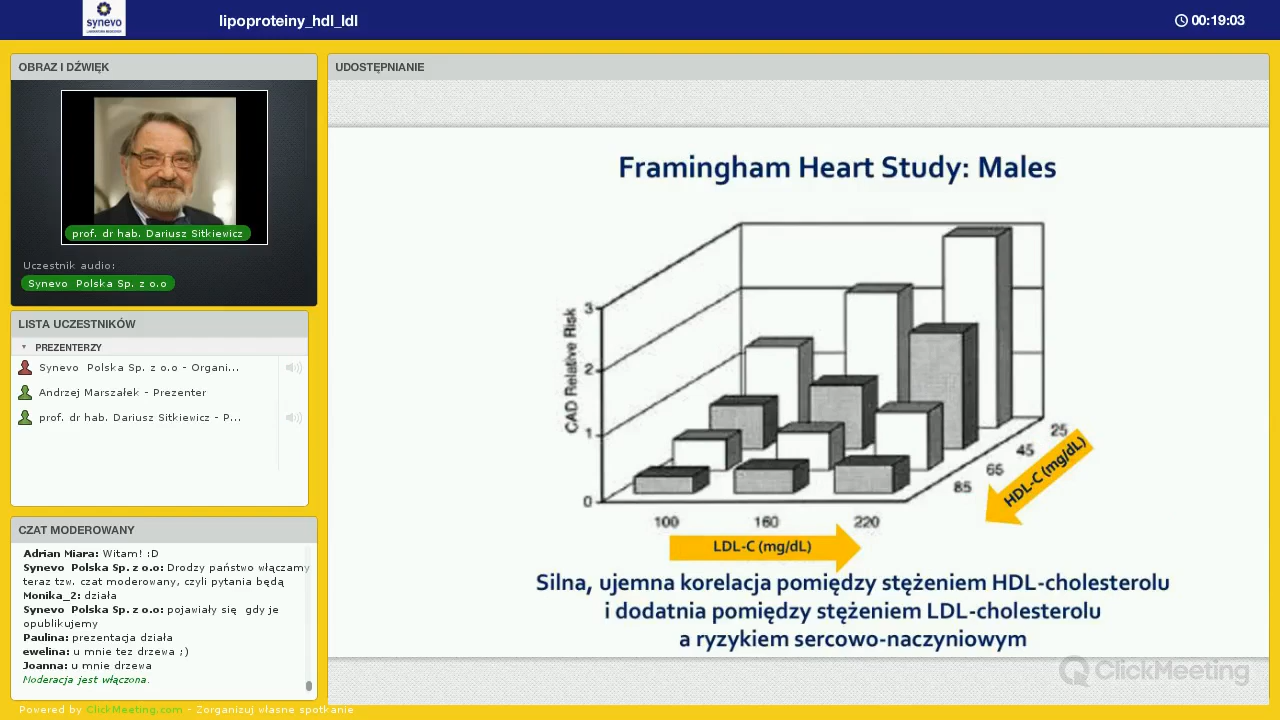 synevo
lipoproteiny_hdl_ldl
00:19:03
OBRAZ I DŹWIĘK
prof. dr hab. Dariusz Sitkiewicz
Uczestnik audio:
Synevo Polska Sp. z o.o
LISTA UCZESTNIKÓW
PREZENTERZY
Synevo Polska Sp. z o.o - Organi...
Andrzej Marszałek - Prezenter
prof. dr hab. Dariusz Sitkiewicz - P...
CZAT MODEROWANY
Adrian Miara: Witam! :D
Synevo Polska Sp. z o.o: Drodzy państwo włączamy
teraz tzw. czat moderowany, czyli pytania będą
Monika_2: działa
Synevo Polska Sp. z o.o: pojawiały się gdy je
opublikujemy
Paulina: prezentacja działa
ewelina: u mnie tez drzewa ;)
Joanna: u mnie drzewa
Moderacja jest włączona.
Powered by ClickMeeting.com - Zorganizuj własne spotkanie
UDOSTĘPNIANIE
Framingham Heart Study: Males
CAD Relative Risk
3
2
1
0
100 160 220
85 65 45 25
HDL-C (mg/dL)
LDL-C (mg/dL)
Silna, ujemna korelacja pomiędzy stężeniem HDL-cholesterolu
i dodatnia pomiędzy stężeniem LDL-cholesterolu
a ryzykiem sercowo-naczyniowym
ClickMeeting